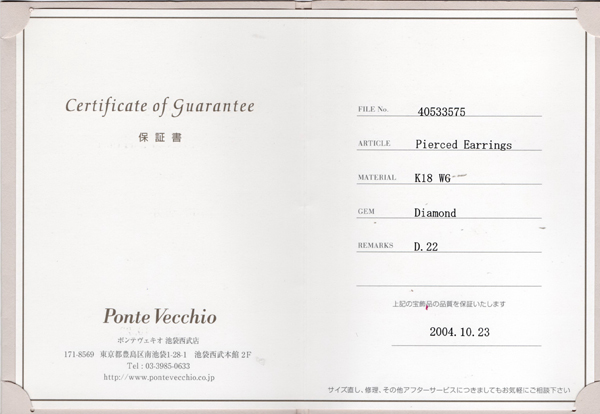 Certificate of Guarantee
保証書
Ponte Vecchio
ポンテヴェキオ 池袋西武店
171-8569 東京都豊島区南池袋1-28-1 池袋西武本館2F
Tel : 03-3985-0633
http://www.pontevecchio.co.jp
FILE No. 40533575
ARTICLE Pierced Earrings
MATERIAL K18 WG
GEM Diamond
REMARKS D.22
上記の宝飾品の品質を保証いたします
2004.10.23
サイズ直し、修理、その他アフターサービスにつきましてもお気軽にご相談下さい